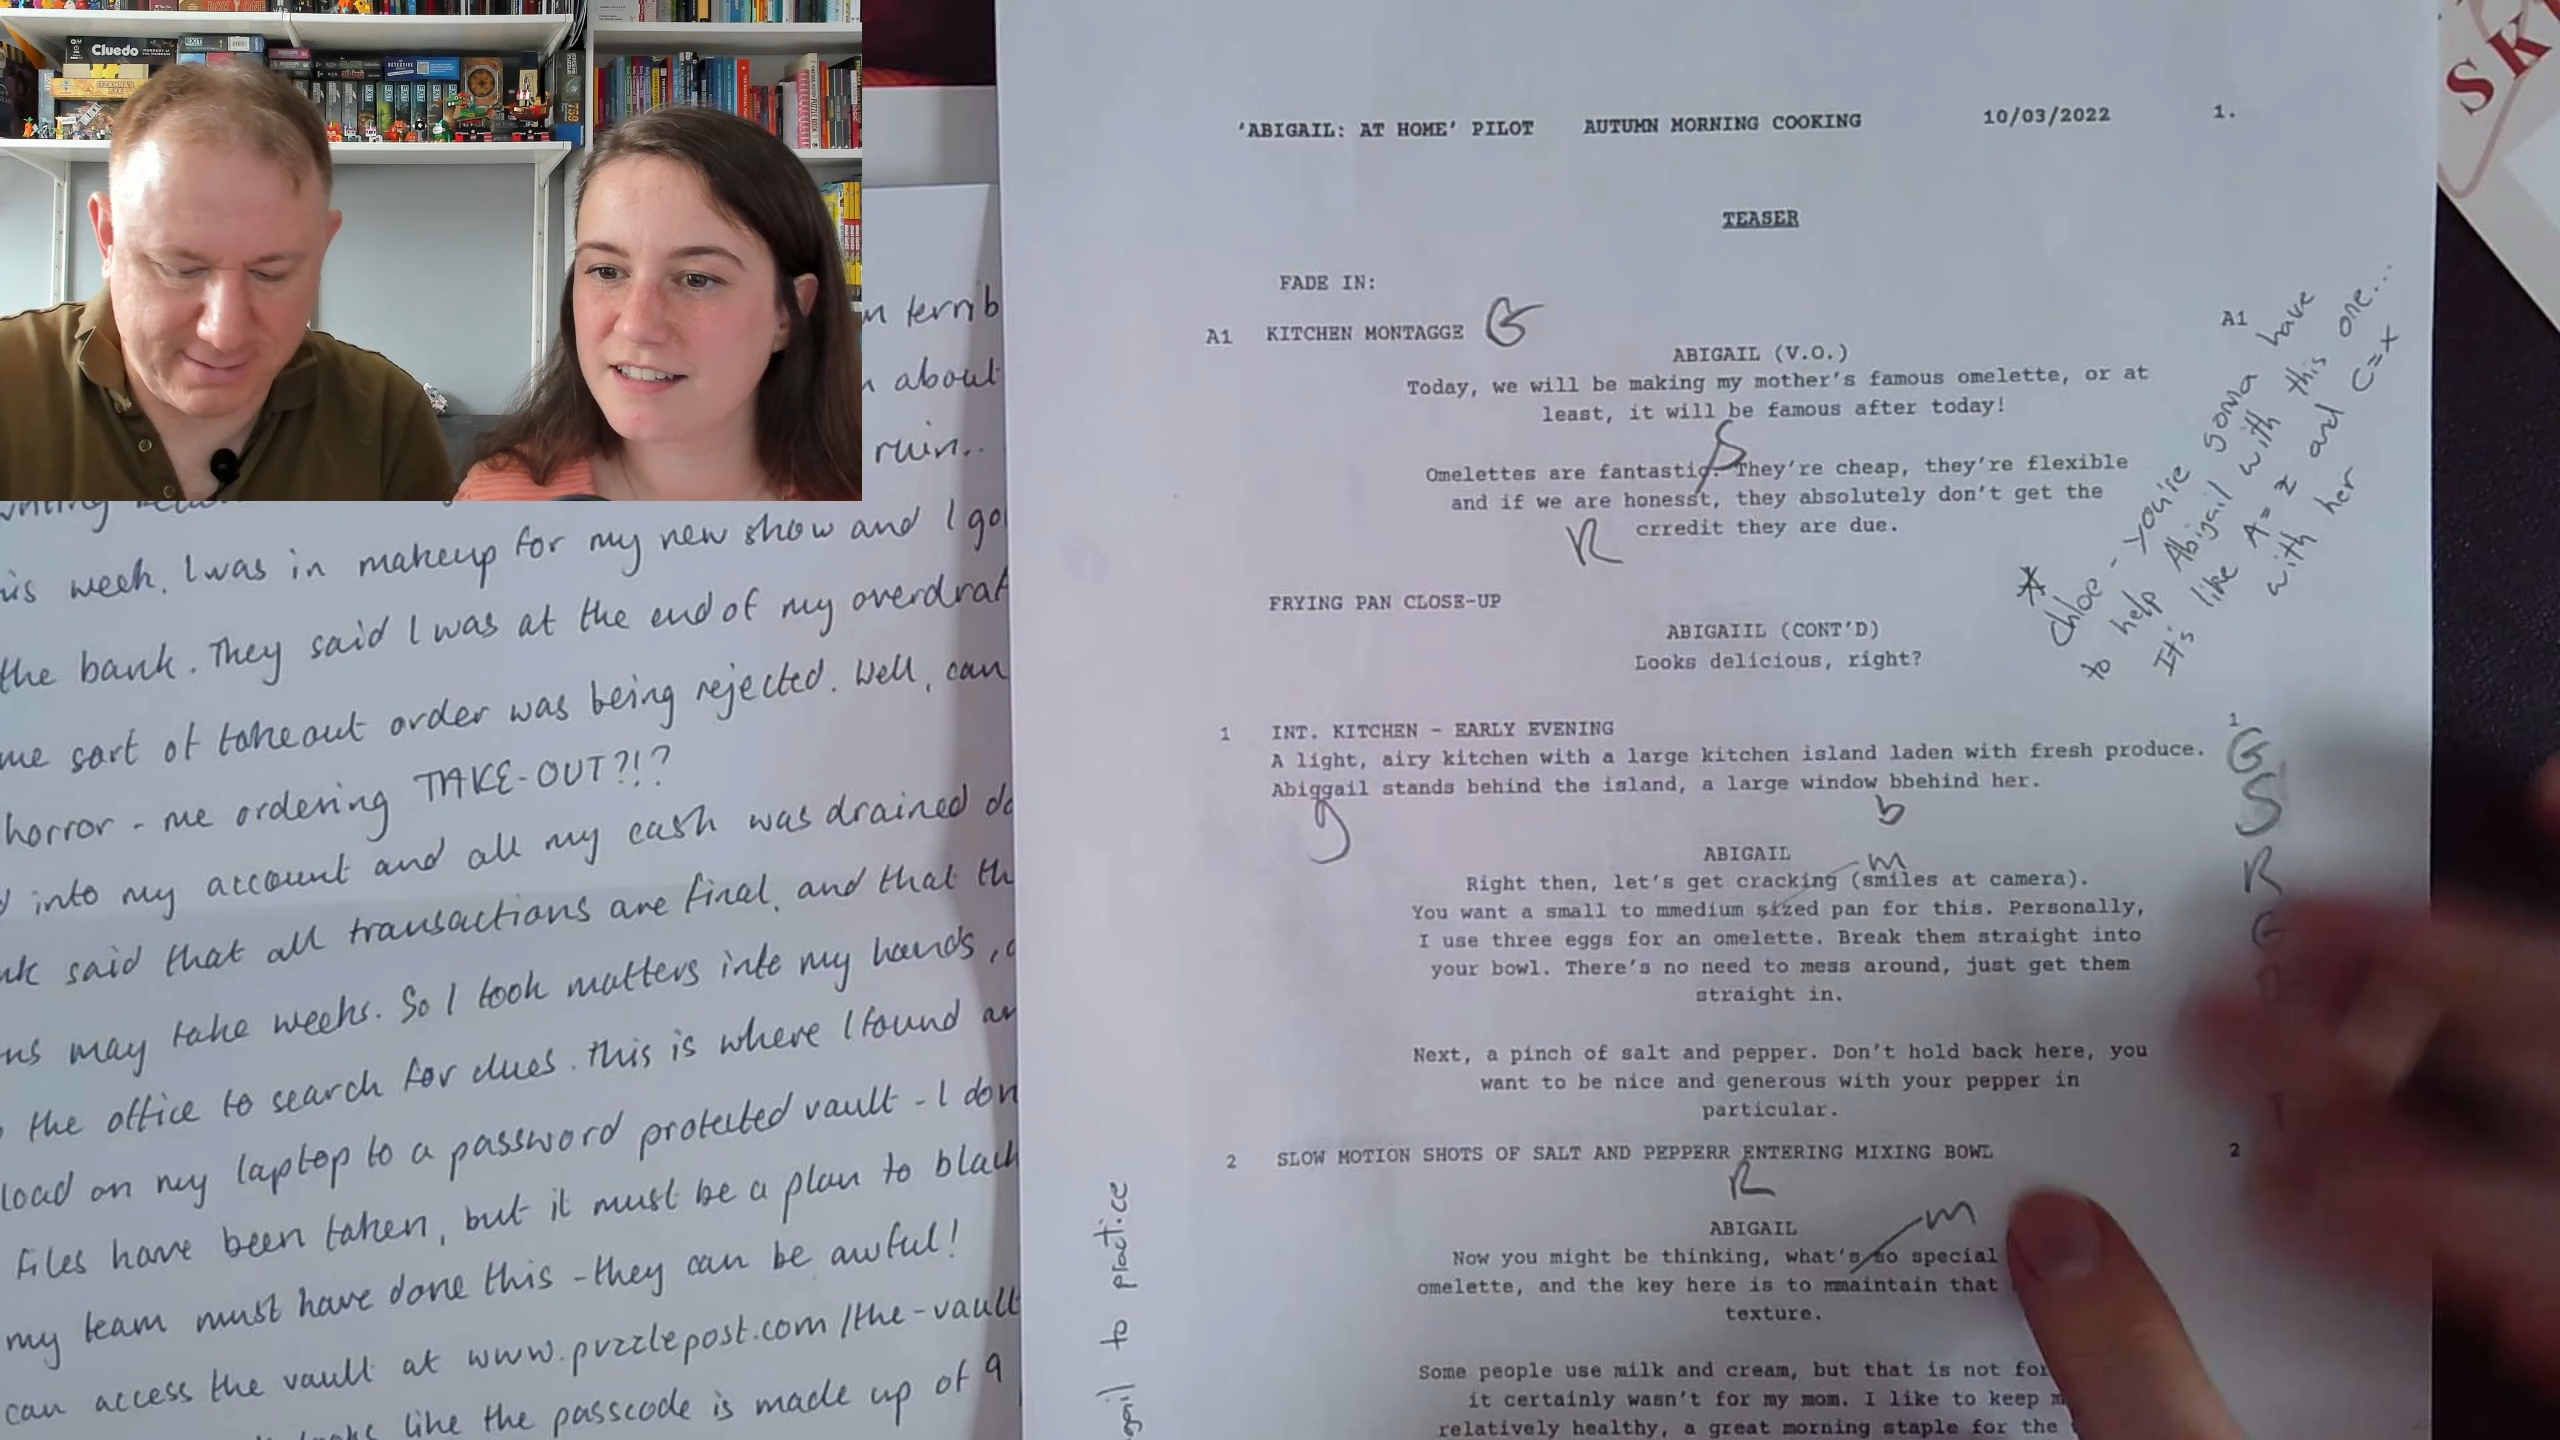 Cluedo
EXIT
759
SK
'ABIGAIL: AT HOME' PILOT AUTUMN MORNING COOKING 10/03/2022 1.
TEASER
FADE IN:
A1 KITCHEN MONTAGGE G A1
ABIGAIL (V.O.)
Today, we will be making my mother's famous omelette, or at
least, it will be famous after today!
S
Omelettes are fantastic. They're cheap, they're flexible
and if we are honesst, they absolutely don't get the
crredit they are due.
R
FRYING PAN CLOSE-UP
ABIGAIIL (CONT'D)
Looks delicious, right?
* Chloe - you're gonna have
to help Abigail with this one...
It's like A=Z and C=X
with her
1 INT. KITCHEN - EARLY EVENING 1
A light, airy kitchen with a large kitchen island laden with fresh produce.
Abiggail stands behind the island, a large window bbehind her.
g b
ABIGAIL
m
Right then, let's get cracking (smiles at camera).
You want a small to mmedium sized pan for this. Personally,
I use three eggs for an omelette. Break them straight into
your bowl. There's no need to mess around, just get them
straight in.
Next, a pinch of salt and pepper. Don't hold back here, you
want to be nice and generous with your pepper in
particular.
2 SLOW MOTION SHOTS OF SALT AND PEPPERR ENTERING MIXING BOWL 2
R
ABIGAIL
m
Now you might be thinking, what's so special
omelette, and the key here is to mmaintain that
texture.
Some people use milk and cream, but that is not for
it certainly wasn't for my mom. I like to keep
relatively healthy, a great morning staple for the
G
S
R
G
to practice
terrib
about
ruin..
week. I was in makeup for my new show and I go
the bank. They said I was at the end of my overdraf
sort of takeout order was being rejected. Well, can
horror - me ordering TAKE-OUT?!?
into my account and all my cash was drained
said that all transactions are final, and that th
may take weeks. So I took matters into my hands,
the office to search for clues. This is where I found
load on my laptop to a password protected vault - I don
files have been taken, but it must be a plan to black
my team must have done this - they can be awful!
can access the vault at www.puzzlepost.com/the-vault
like the passcode is made up of 9